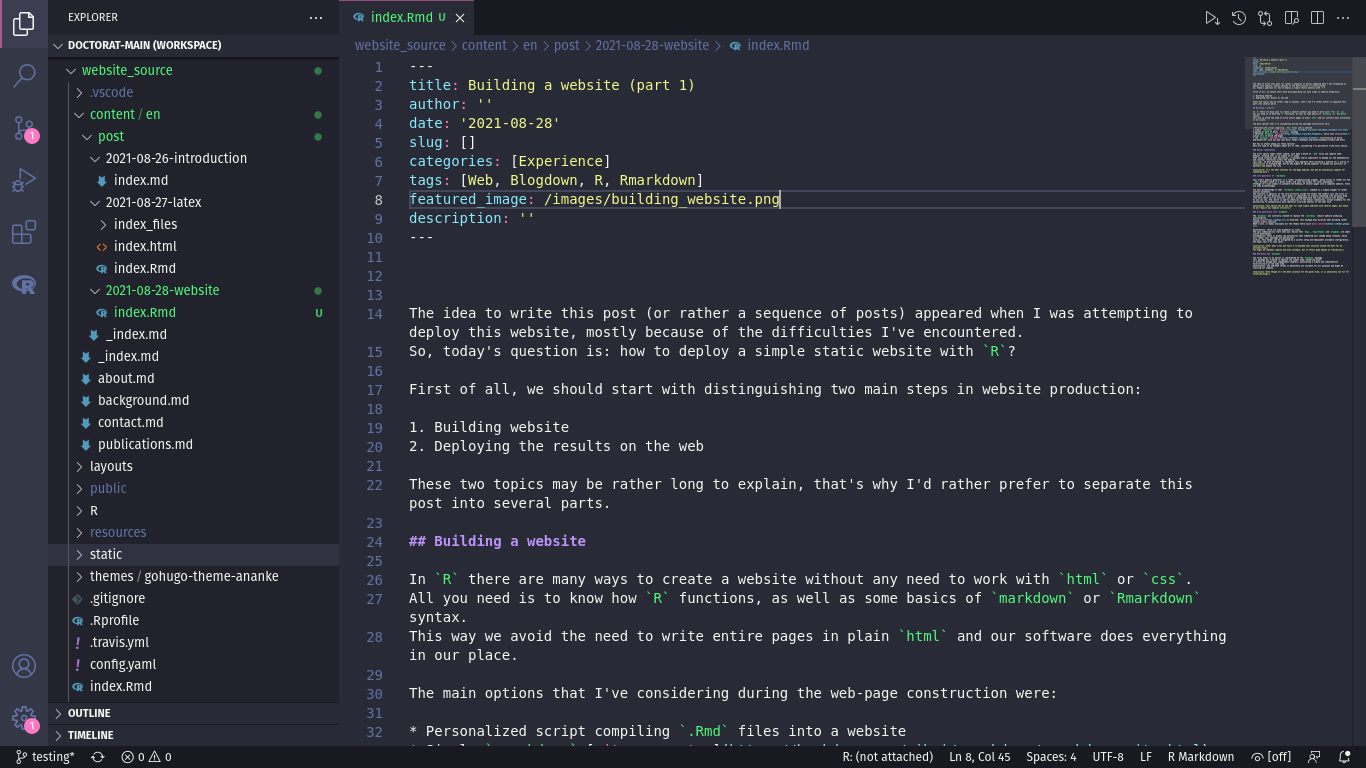 EXPLORER
DOCTORAT-MAIN (WORKSPACE)
website_source
.vscode
content / en
post
2021-08-26-introduction
index.md
2021-08-27-latex
index_files
index.html
index.Rmd
2021-08-28-website
index.Rmd U
_index.md
_index.md
about.md
background.md
contact.md
publications.md
layouts
public
R
resources
static
themes / gohugo-theme-ananke
.gitignore
.Rprofile
.travis.yml
config.yaml
index.Rmd
OUTLINE
TIMELINE
1
1
index.Rmd U
website_source > content > en > post > 2021-08-28-website > index.Rmd
1 ---
2 title: Building a website (part 1)
3 author: ''
4 date: '2021-08-28'
5 slug: []
6 categories: [Experience]
7 tags: [Web, Blogdown, R, Rmarkdown]
8 featured_image: /images/building_website.png
9 description: ''
10 ---
11
12
13
14 The idea to write this post (or rather a sequence of posts) appeared when I was attempting to
deploy this website, mostly because of the difficulties I've encountered.
15 So, today's question is: how to deploy a simple static website with `R`?
16
17 First of all, we should start with distinguishing two main steps in website production:
18
19 1. Building website
20 2. Deploying the results on the web
21
22 These two topics may be rather long to explain, that's why I'd rather prefer to separate this
post into several parts.
23
24 ## Building a website
25
26 In `R` there are many ways to create a website without any need to work with `html` or `css`.
27 All you need is to know how `R` functions, as well as some basics of `markdown` or `Rmarkdown`
syntax.
28 This way we avoid the need to write entire pages in plain `html` and our software does everything
in our place.
29
30 The main options that I've considering during the web-page construction were:
31
32 * Personalized script compiling `.Rmd` files into a website
testing* 0 0 R: (not attached) Ln 8, Col 45 Spaces: 4 UTF-8 LF R Markdown [off]